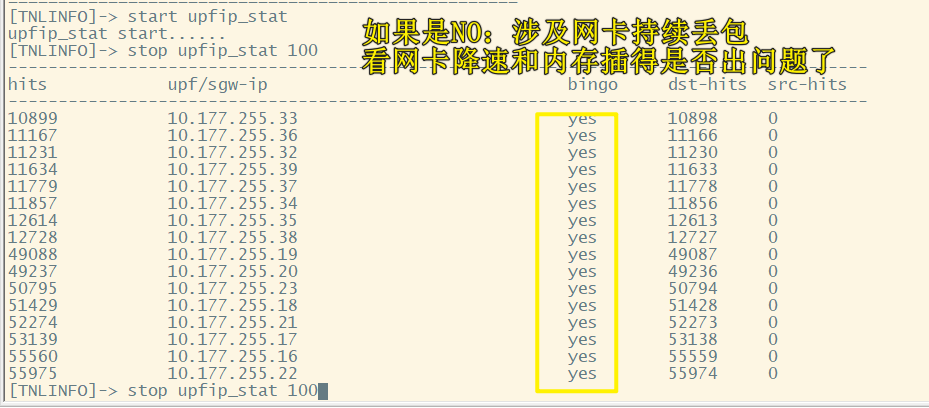 [TNLINFO]-> start upfip_stat
upfip_stat start......
[TNLINFO]-> stop upfip_stat 100
如果是NO：涉及网卡持续丢包
看网卡降速和内存插得是否出问题了
hits upf/sgw-ip bingo dst-hits src-hits
10899 10.177.255.33 yes 10898 0
11167 10.177.255.36 yes 11166 0
11231 10.177.255.32 yes 11230 0
11634 10.177.255.39 yes 11633 0
11779 10.177.255.37 yes 11778 0
11857 10.177.255.34 yes 11856 0
12614 10.177.255.35 yes 12613 0
12728 10.177.255.38 yes 12727 0
49088 10.177.255.19 yes 49087 0
49237 10.177.255.20 yes 49236 0
50795 10.177.255.23 yes 50794 0
51429 10.177.255.18 yes 51428 0
52274 10.177.255.21 yes 52273 0
53139 10.177.255.17 yes 53138 0
55560 10.177.255.16 yes 55559 0
55975 10.177.255.22 yes 55974 0
[TNLINFO]-> stop upfip_stat 100